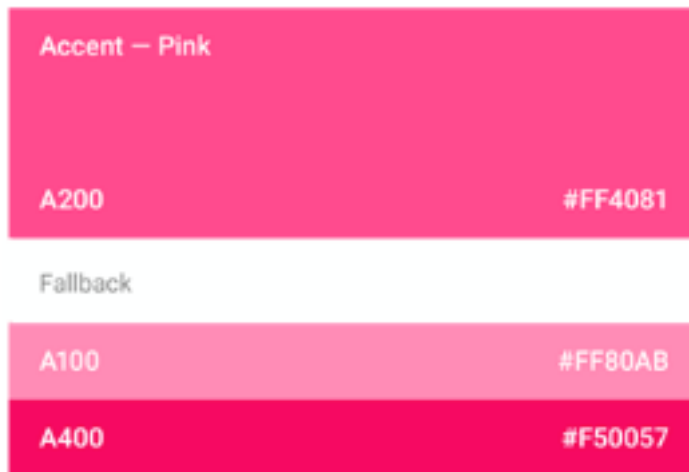 Accent — Pink
A200 #FF4081
Fallback
A100 #FF80AB
A400 #F50057